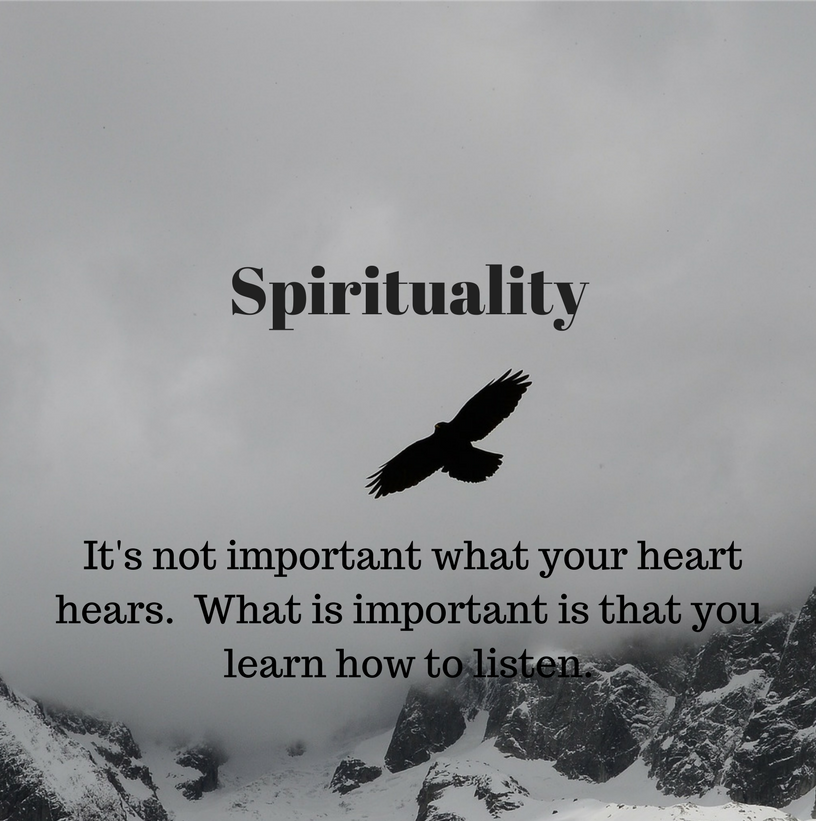 Spirituality
It's not important what your heart
hears.  What is important is that you
learn how to listen.